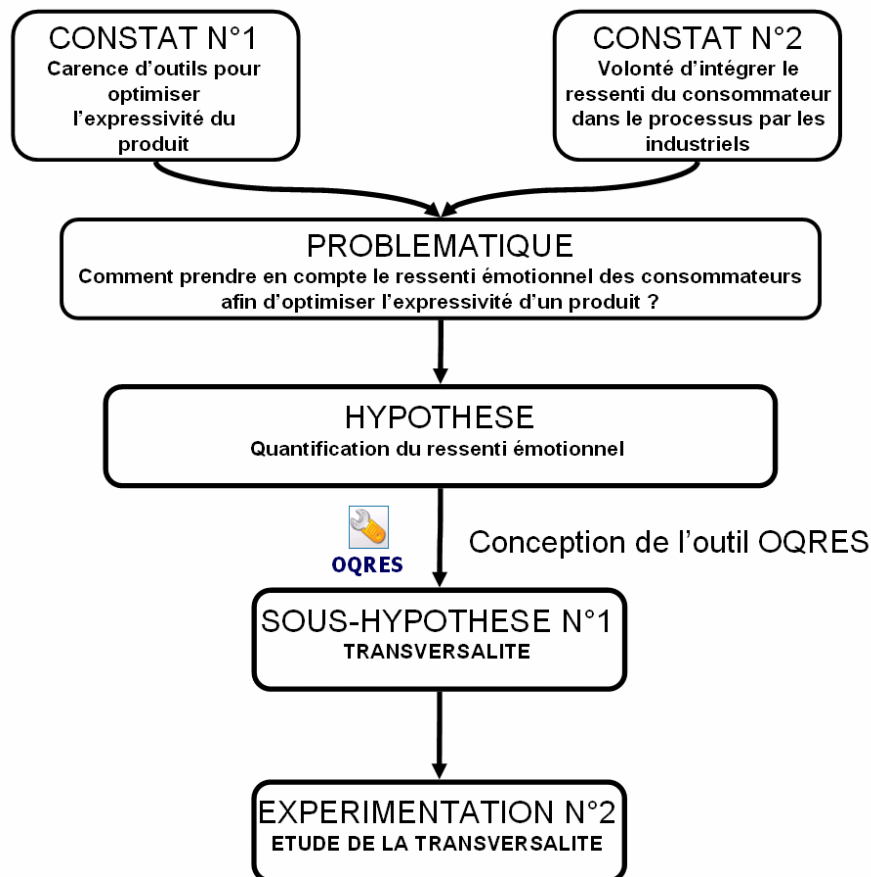 CONSTAT N°1
Carence d'outils pour
optimiser
l'expressivité du
produit
CONSTAT N°2
Volonté d'intégrer le
ressenti du consommateur
dans le processus par les
industriels
PROBLEMATIQUE
Comment prendre en compte le ressenti émotionnel des consommateurs
afin d'optimiser l'expressivité d'un produit ?
HYPOTHESE
Quantification du ressenti émotionnel
OQRES
Conception de l'outil OQRES
SOUS-HYPOTHESE N°1
TRANSVERSALITE
EXPERIMENTATION N°2
ETUDE DE LA TRANSVERSALITE